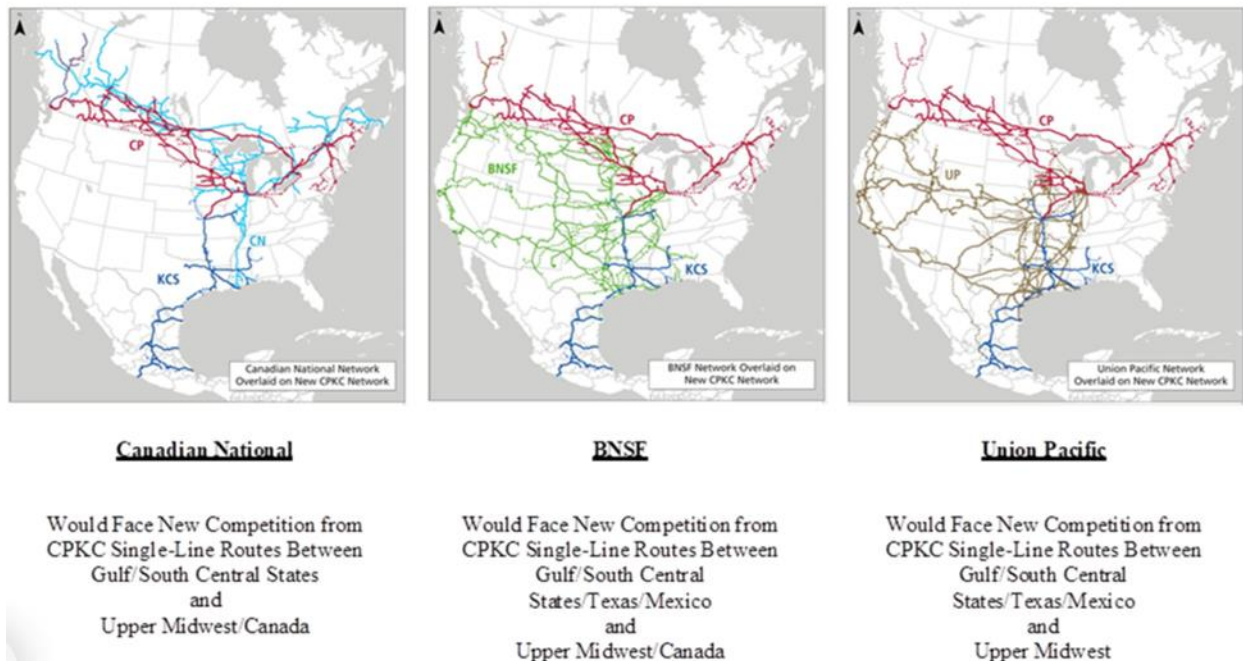 CP
CN
KCS
Canadian National Network
Overlaid on New CPKC Network
CP
BNSF
KCS
BNSF Network Overlaid on
New CPKC Network
CP
UP
KCS
Union Pacific Network
Overlaid on New CPKC Network
Canadian National
Would Face New Competition from
CPKC Single-Line Routes Between
Gulf/South Central States
and
Upper Midwest/Canada
BNSF
Would Face New Competition from
CPKC Single-Line Routes Between
Gulf/South Central
States/Texas/Mexico
and
Upper Midwest/Canada
Union Pacific
Would Face New Competition from
CPKC Single-Line Routes Between
Gulf/South Central
States/Texas/Mexico
and
Upper Midwest